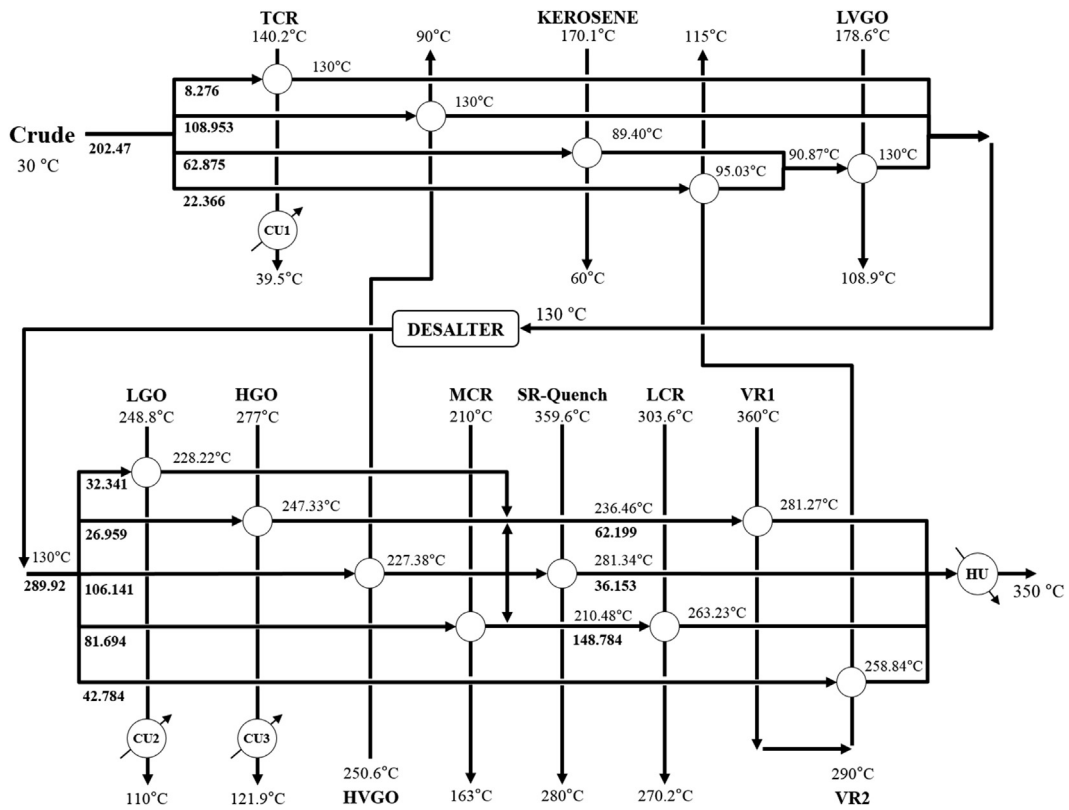 TCR KEROSENE LVGO
140.2°C 90°C 170.1°C 115°C 178.6°C
130°C
8.276
130°C
108.953
Crude
202.47
30 °C
89.40°C
62.875
90.87°C 130°C
95.03°C
22.366
CU1
39.5°C 60°C 108.9°C
DESALTER
130 °C
LGO HGO MCR SR-Quench LCR VR1
248.8°C 277°C 210°C 359.6°C 303.6°C 360°C
228.22°C
32.341
247.33°C 236.46°C 281.27°C
26.959 62.199
130°C 227.38°C 281.34°C
289.92 106.141 36.153
HU
350 °C
210.48°C 263.23°C
81.694 148.784
258.84°C
42.784
CU2 CU3
110°C 121.9°C 250.6°C 163°C 280°C 270.2°C 290°C
HVGO VR2